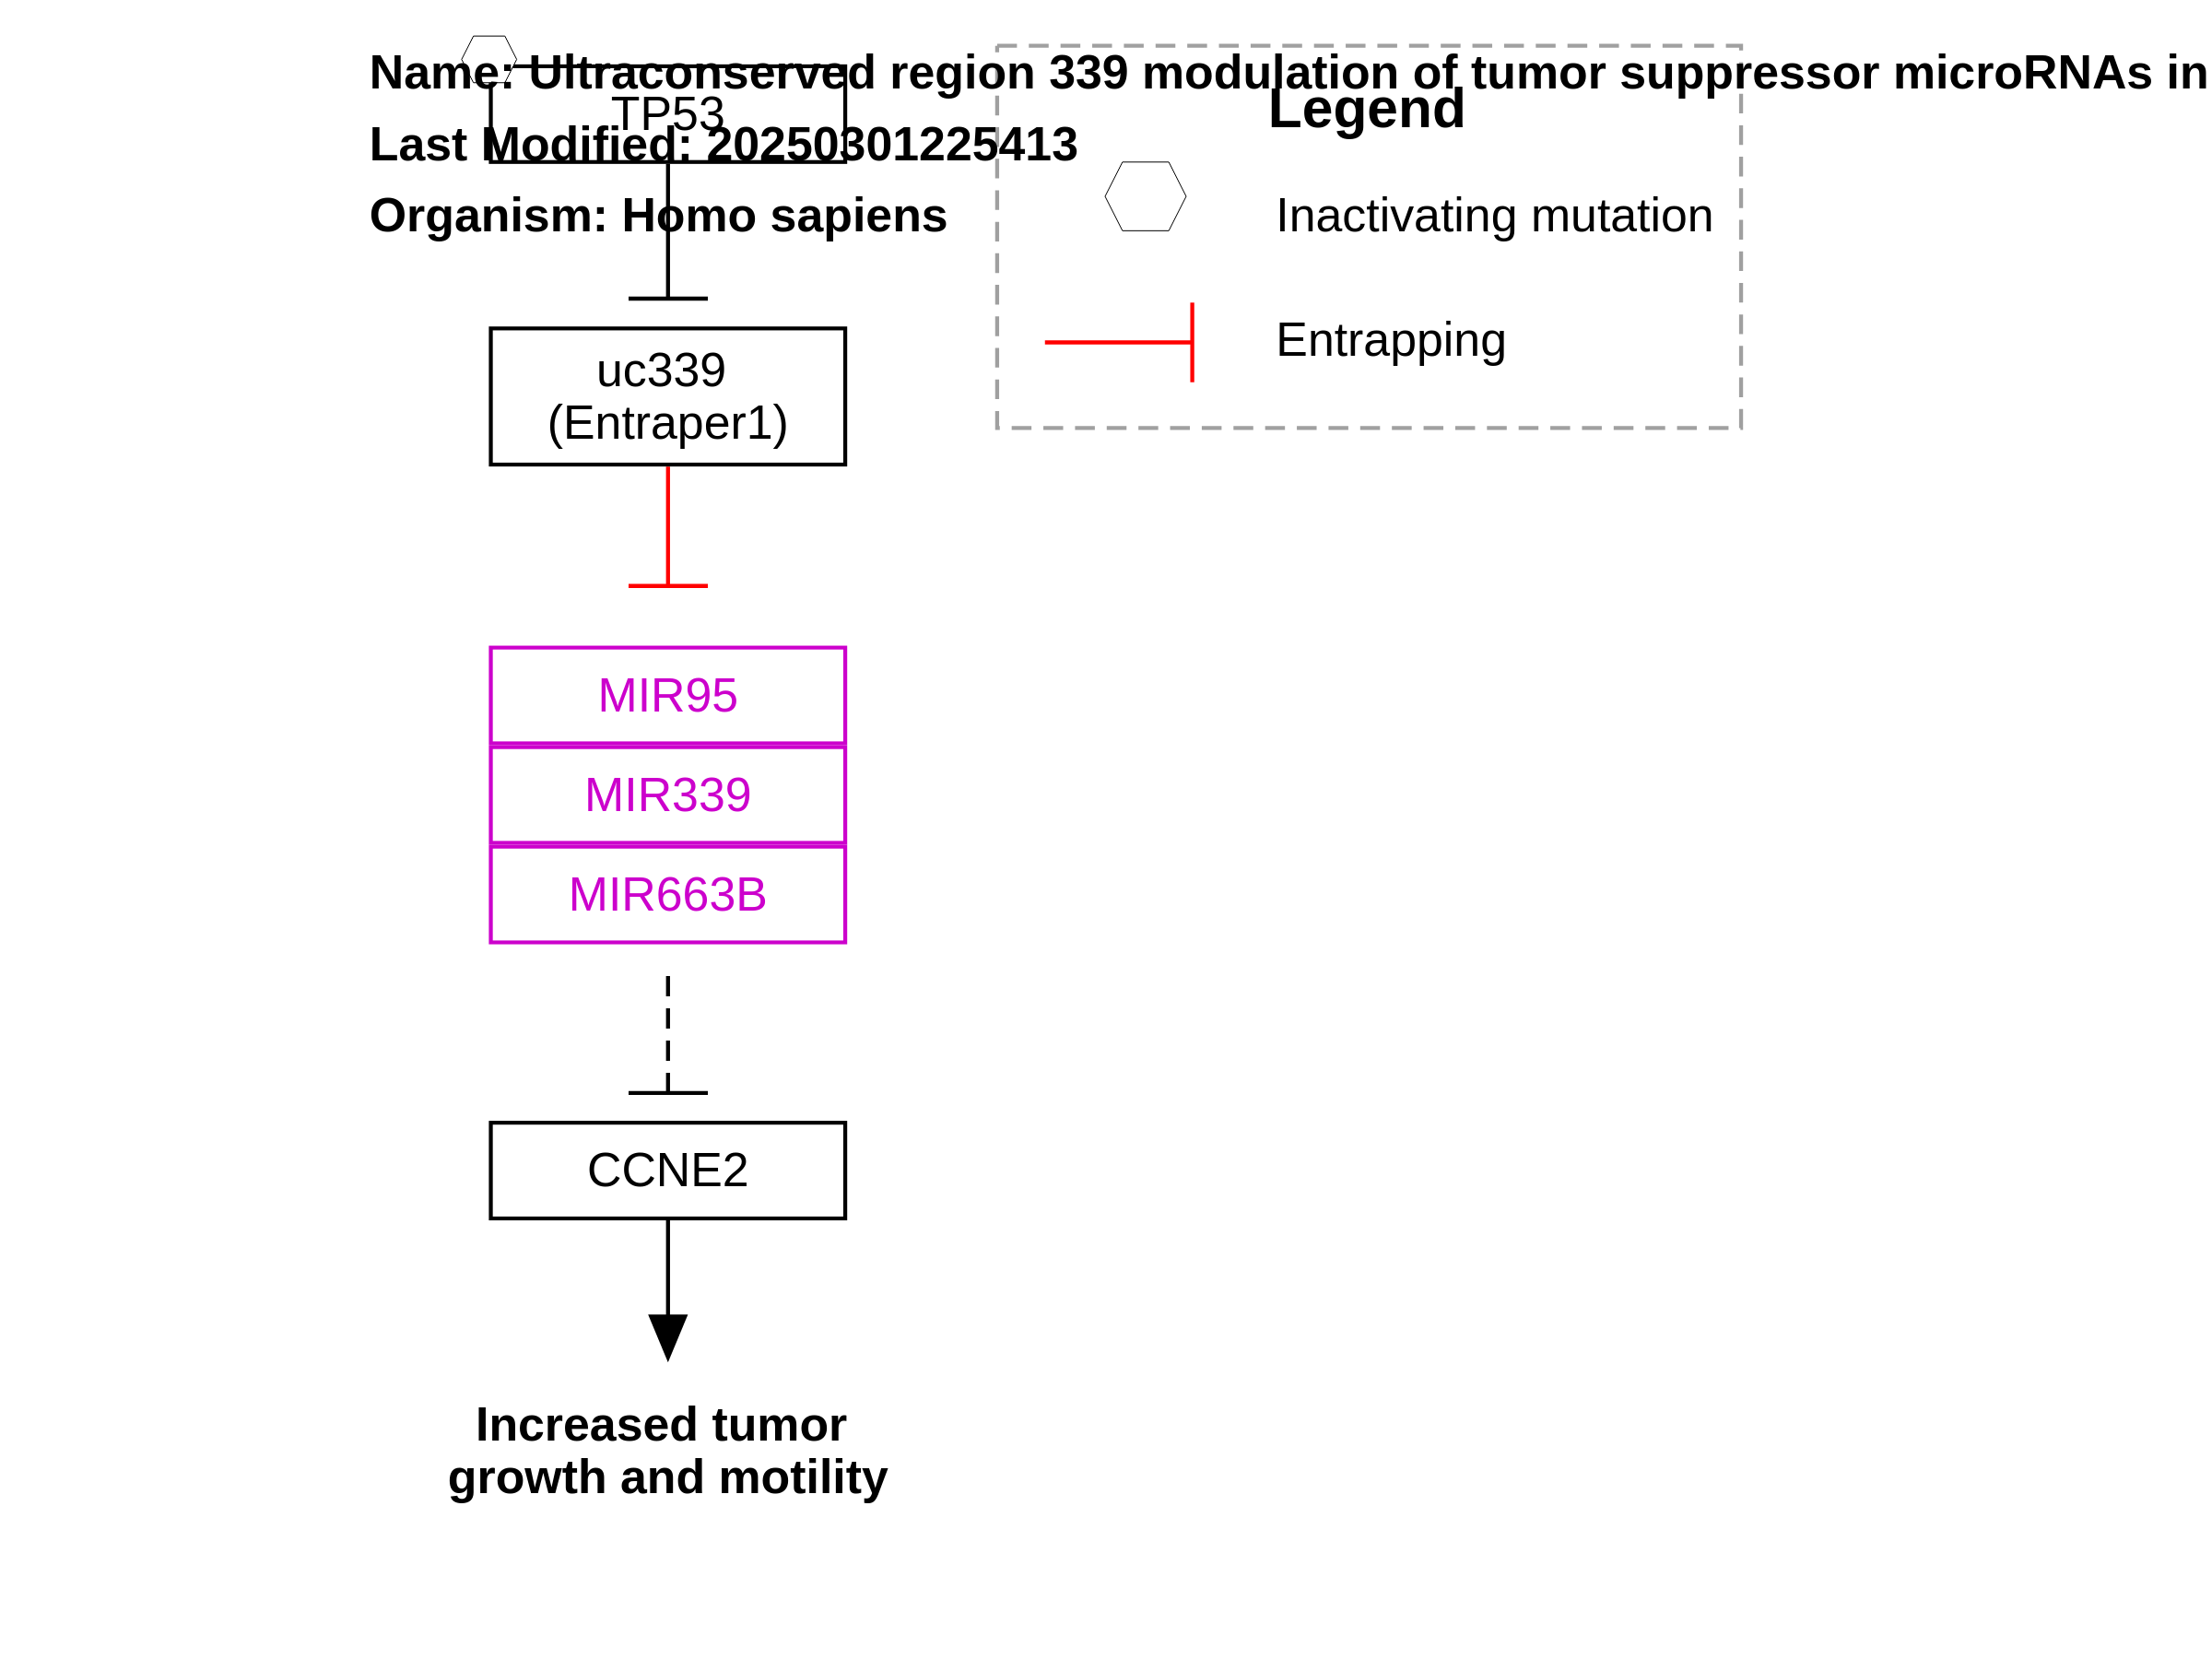 Name: Ultraconserved region 339 modulation of tumor suppressor microRNAs in
TP53
Last Modified: 20250301225413
Organism: Homo sapiens
Legend
Inactivating mutation
Entrapping
uc339
(Entraper1)
MIR95
MIR339
MIR663B
CCNE2
Increased tumor
growth and motility